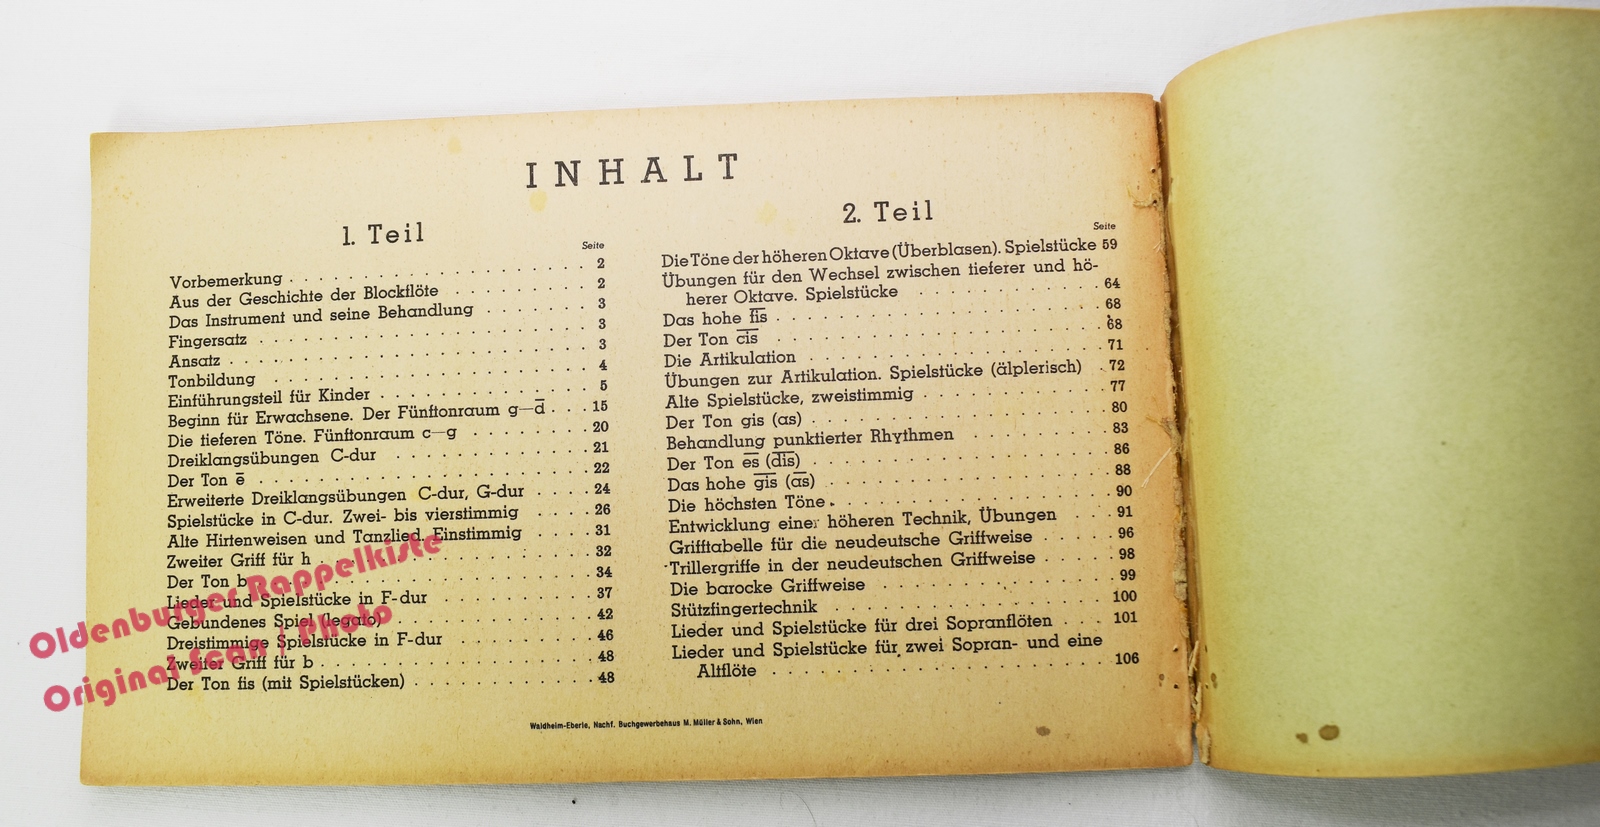 INHALT
1. Teil
Seite
Vorbemerkung . . . . . . . . . . . . . . . . . . . 2
Aus der Geschichte der Blockflöte . . . . . . . . . 2
Das Instrument und seine Behandlung . . . . . . . 3
Fingersatz . . . . . . . . . . . . . . . . . . . . 3
Ansatz . . . . . . . . . . . . . . . . . . . . . . 3
Tonbildung . . . . . . . . . . . . . . . . . . . . 4
Einführungsteil für Kinder . . . . . . . . . . . . 5
Beginn für Erwachsene. Der Fünftonraum g—d̅ . . . 15
Die tieferen Töne. Fünftonraum c—g . . . . . . . . 20
Dreiklangsübungen C-dur . . . . . . . . . . . . . 21
Der Ton e̅ . . . . . . . . . . . . . . . . . . . . 22
Erweiterte Dreiklangsübungen C-dur, G-dur . . . . 24
Spielstücke in C-dur. Zwei- bis vierstimmig . . . . 26
Alte Hirtenweisen und Tanzlied. Einstimmig . . . . 31
Zweiter Griff für h . . . . . . . . . . . . . . . . 32
Der Ton b . . . . . . . . . . . . . . . . . . . . 34
Lieder und Spielstücke in F-dur . . . . . . . . . . 37
Gebundenes Spiel (legato) . . . . . . . . . . . . . 42
Dreistimmige Spielstücke in F-dur . . . . . . . . . 46
Zweiter Griff für b . . . . . . . . . . . . . . . . 48
Der Ton fis (mit Spielstücken) . . . . . . . . . . . 48
2. Teil
Seite
Die Töne der höheren Oktave (Überblasen). Spielstücke 59
Übungen für den Wechsel zwischen tieferer und hö-
herer Oktave. Spielstücke . . . . . . . . . . . 64
Das hohe f̅i̅s̅ . . . . . . . . . . . . . . . . . . 68
Der Ton c̅i̅s̅ . . . . . . . . . . . . . . . . . . 68
Die Artikulation . . . . . . . . . . . . . . . . . 71
Übungen zur Artikulation. Spielstücke (älplerisch) . 72
Alte Spielstücke, zweistimmig . . . . . . . . . . . 77
Der Ton gis (as) . . . . . . . . . . . . . . . . . 80
Behandlung punktierter Rhythmen . . . . . . . . 83
Der Ton e̅s̅ (d̅i̅s̅) . . . . . . . . . . . . . . . . 86
Das hohe g̅i̅s̅ (a̅s̅) . . . . . . . . . . . . . . . 88
Die höchsten Töne . . . . . . . . . . . . . . . . 90
Entwicklung einer höheren Technik, Übungen . . . 91
Grifftabelle für die neudeutsche Griffweise . . . . . 96
Trillergriffe in der neudeutschen Griffweise . . . . 98
Die barocke Griffweise . . . . . . . . . . . . . . 99
Stützfingertechnik . . . . . . . . . . . . . . . . 100
Lieder und Spielstücke für drei Sopranflöten . . . 101
Lieder und Spielstücke für zwei Sopran- und eine
Altflöte . . . . . . . . . . . . . . . . . . . 106
Waldheim-Eberle, Nachf. Buchgewerbehaus M. Müller & Sohn, Wien
Oldenburger Rappelkiste
Original Scan / Photo